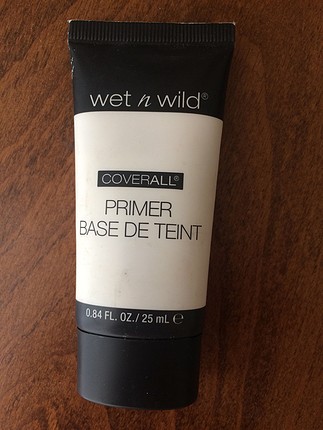 wet n wild®
COVERALL®
PRIMER
BASE DE TEINT
0.84 FL. OZ./ 25 mL ℮